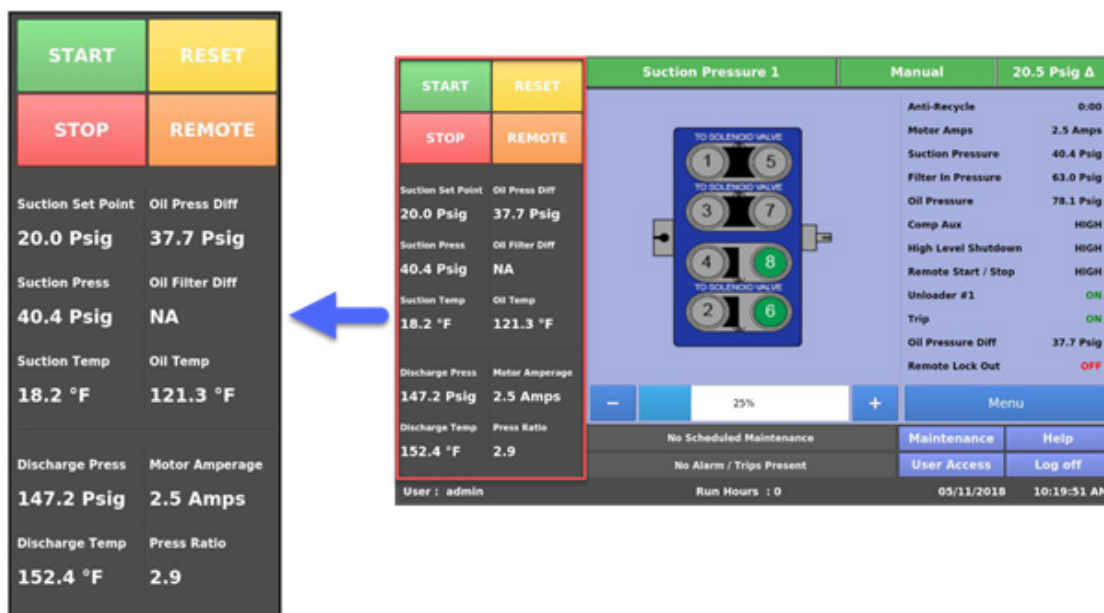 START RESET
STOP REMOTE
Suction Set Point Oil Press Diff
20.0 Psig 37.7 Psig
Suction Press Oil Filter Diff
40.4 Psig NA
Suction Temp Oil Temp
18.2 °F 121.3 °F
Discharge Press Motor Amperage
147.2 Psig 2.5 Amps
Discharge Temp Press Ratio
152.4 °F 2.9
START RESET
STOP REMOTE
Suction Set Point Oil Press Diff
20.0 Psig 37.7 Psig
Suction Press Oil Filter Diff
40.4 Psig NA
Suction Temp Oil Temp
18.2 °F 121.3 °F
Discharge Press Motor Amperage
147.2 Psig 2.5 Amps
Discharge Temp Press Ratio
152.4 °F 2.9
Suction Pressure 1 Manual 20.5 Psig Δ
TO SOLENOID VALVE
1 5
TO SOLENOID VALVE
3 7
4 8
TO SOLENOID VALVE
2 6
Anti-Recycle 0:00
Motor Amps 2.5 Amps
Suction Pressure 40.4 Psig
Filter In Pressure 63.0 Psig
Oil Pressure 78.1 Psig
Comp Aux HIGH
High Level Shutdown HIGH
Remote Start / Stop HIGH
Unloader #1 ON
Trip ON
Oil Pressure Diff 37.7 Psig
Remote Lock Out OFF
− 25% + Menu
No Scheduled Maintenance Maintenance Help
No Alarm / Trips Present User Access Log off
User : admin Run Hours : 0 05/11/2018 10:19:51 AM